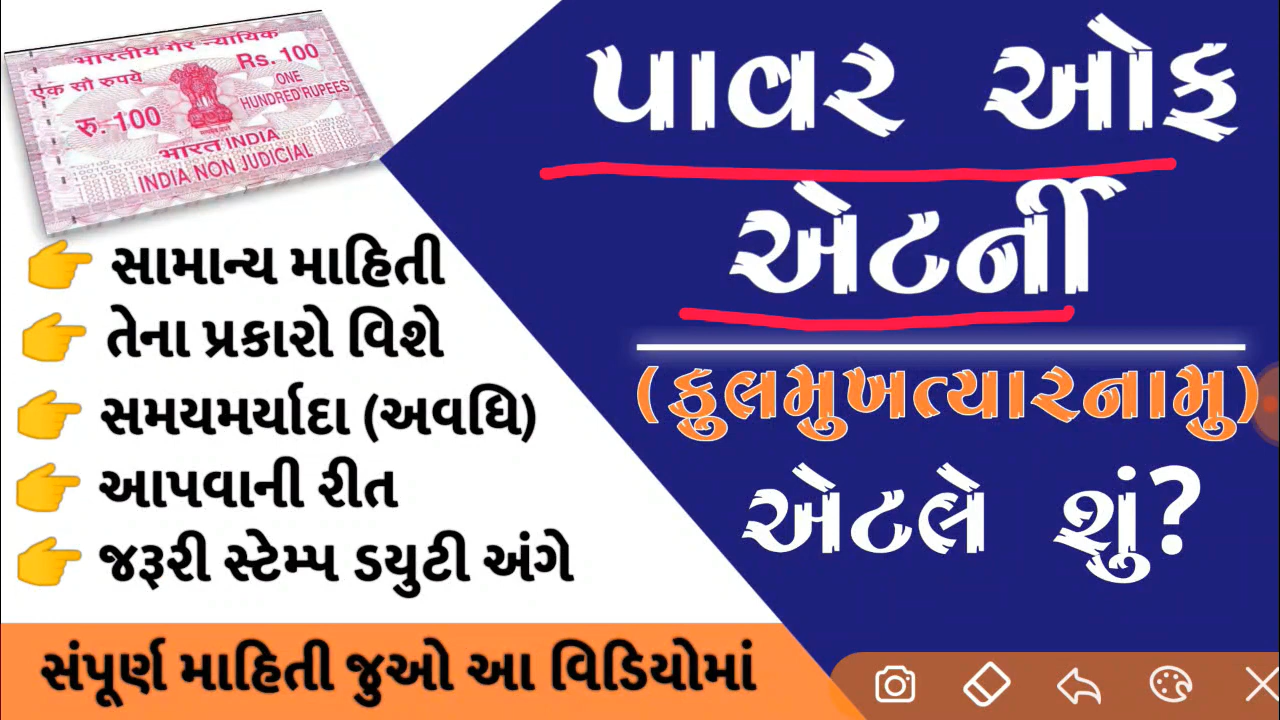 भारतीय गैर न्यायिक
एक सौ रुपये
Rs. 100
ONE
HUNDRED RUPEES
रु. 100
भारत INDIA
INDIA NON JUDICIAL
સામાન્ય માહિતી
તેના પ્રકારો વિશે
સમયમર્યાદા (અવધિ)
આપવાની રીત
જરૂરી સ્ટેમ્પ ડયુટી અંગે
સંપૂર્ણ માહિતી જુઓ આ વિડિયોમાં
પાવર ઓફ
એટર્ની
(કુલમુખત્યારનામુ)
એટલે શું?